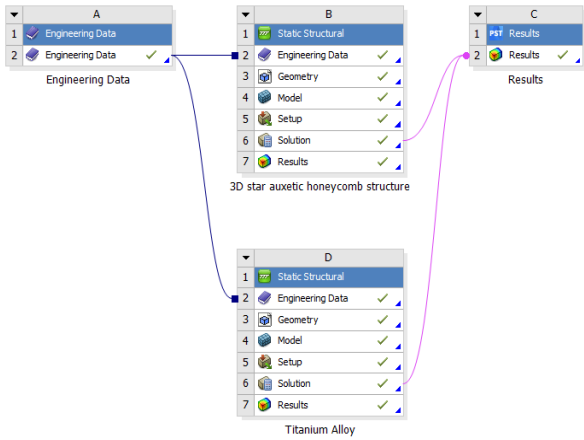 A
1 Engineering Data
2 Engineering Data
Engineering Data
B
1 Static Structural
2 Engineering Data
3 Geometry
4 Model
5 Setup
6 Solution
7 Results
3D star auxetic honeycomb structure
C
1 PST Results
2 Results
Results
D
1 Static Structural
2 Engineering Data
3 Geometry
4 Model
5 Setup
6 Solution
7 Results
Titanium Alloy